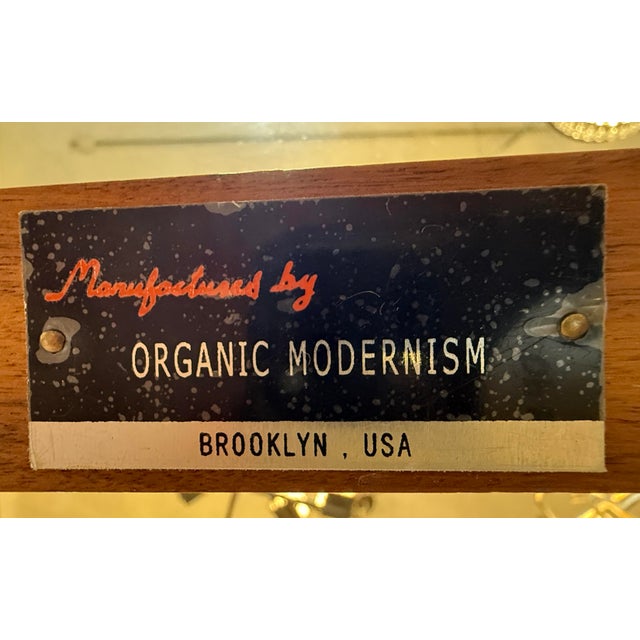 Manufactured by
ORGANIC MODERNISM
BROOKLYN , USA